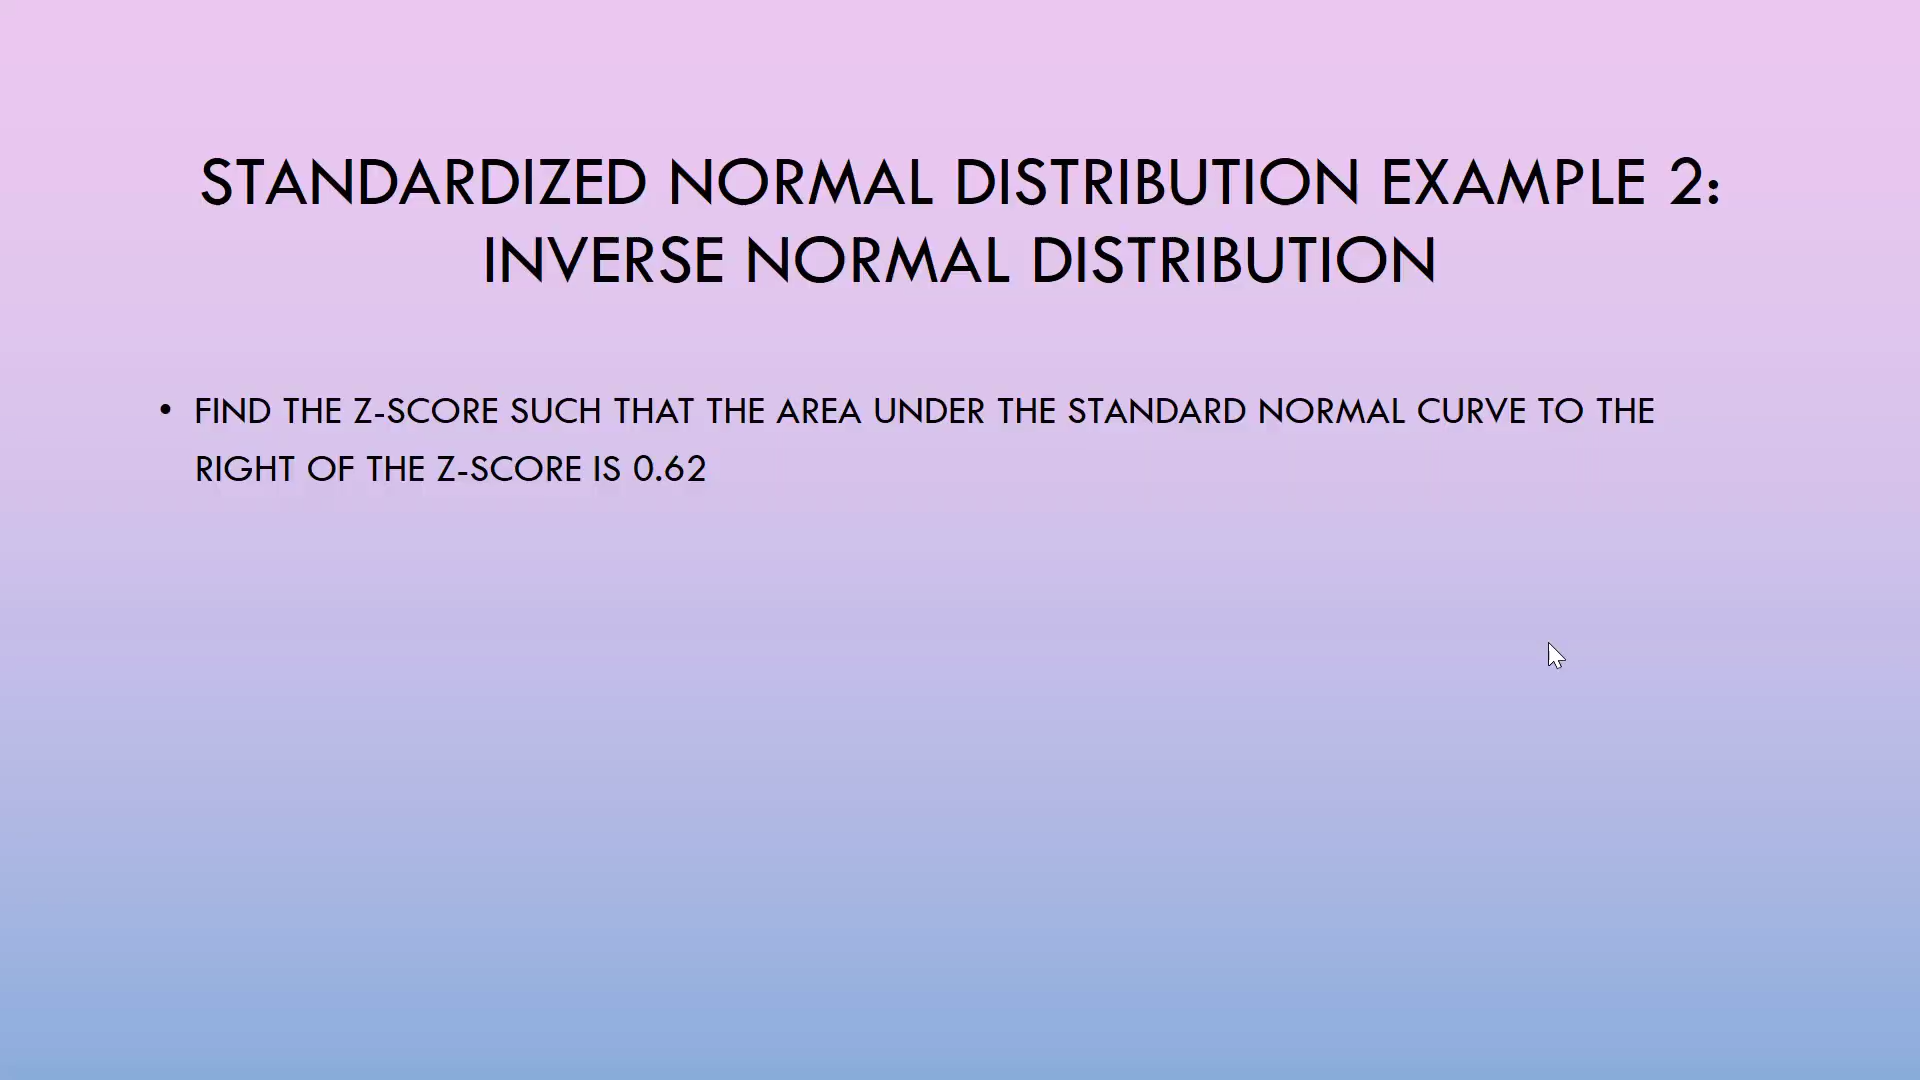 STANDARDIZED NORMAL DISTRIBUTION EXAMPLE 2:
INVERSE NORMAL DISTRIBUTION
• FIND THE Z-SCORE SUCH THAT THE AREA UNDER THE STANDARD NORMAL CURVE TO THE
RIGHT OF THE Z-SCORE IS 0.62